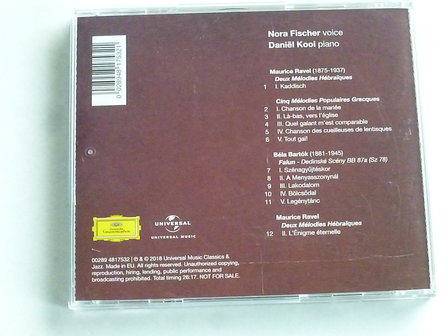 Nora Fischer voice
Daniël Kool piano
Maurice Ravel (1875-1937)
Deux Mélodies Hébraïques
1 I. Kaddisch
Cinq Mélodies Populaires Grecques
2 I. Chanson de la mariée
3 II. Là-bas, vers l'église
4 III. Quel galant m'est comparable
5 IV. Chanson des cueilleuses de lentisques
6 V. Tout gai!
Béla Bartók (1881-1945)
Falun - Dedinské Scény BB 87a (Sz 78)
7 I. Szénagyűjtéskor
8 II. A Menyasszonynál
9 III. Lakodalom
10 IV. Bölcsődal
11 V. Legénytánc
Maurice Ravel
Deux Mélodies Hébraïques
12 II. L'Énigme éternelle
0 028948 175321
Deutsche Grammophon
UNIVERSAL
UNIVERSAL MUSIC
00289 4817532 | ℗ & © 2018 Universal Music Classics &
Jazz. Made in EU. All rights reserved. Unauthorized copying,
reproduction, hiring, lending, public performance and
broadcasting prohibited. Total timing 26:17. NOT FOR SALE.